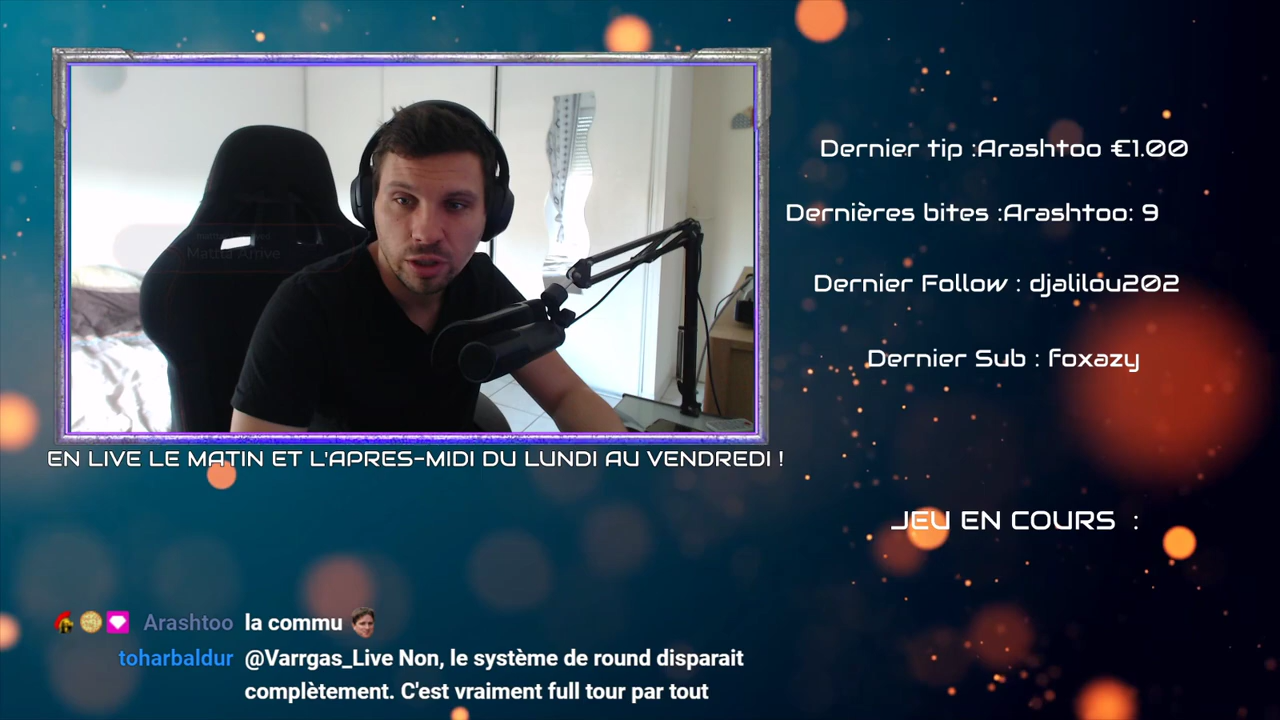 Dernier tip :Arashtoo €1.00
Dernières bites :Arashtoo: 9
Dernier Follow : djalilou202
Dernier Sub : foxazy
EN LIVE LE MATIN ET L'APRES-MIDI DU LUNDI AU VENDREDI !
JEU EN COURS :
Arashtoo la commu
toharbaldur @Varrgas_Live Non, le système de round disparait
complètement. C'est vraiment full tour par tout